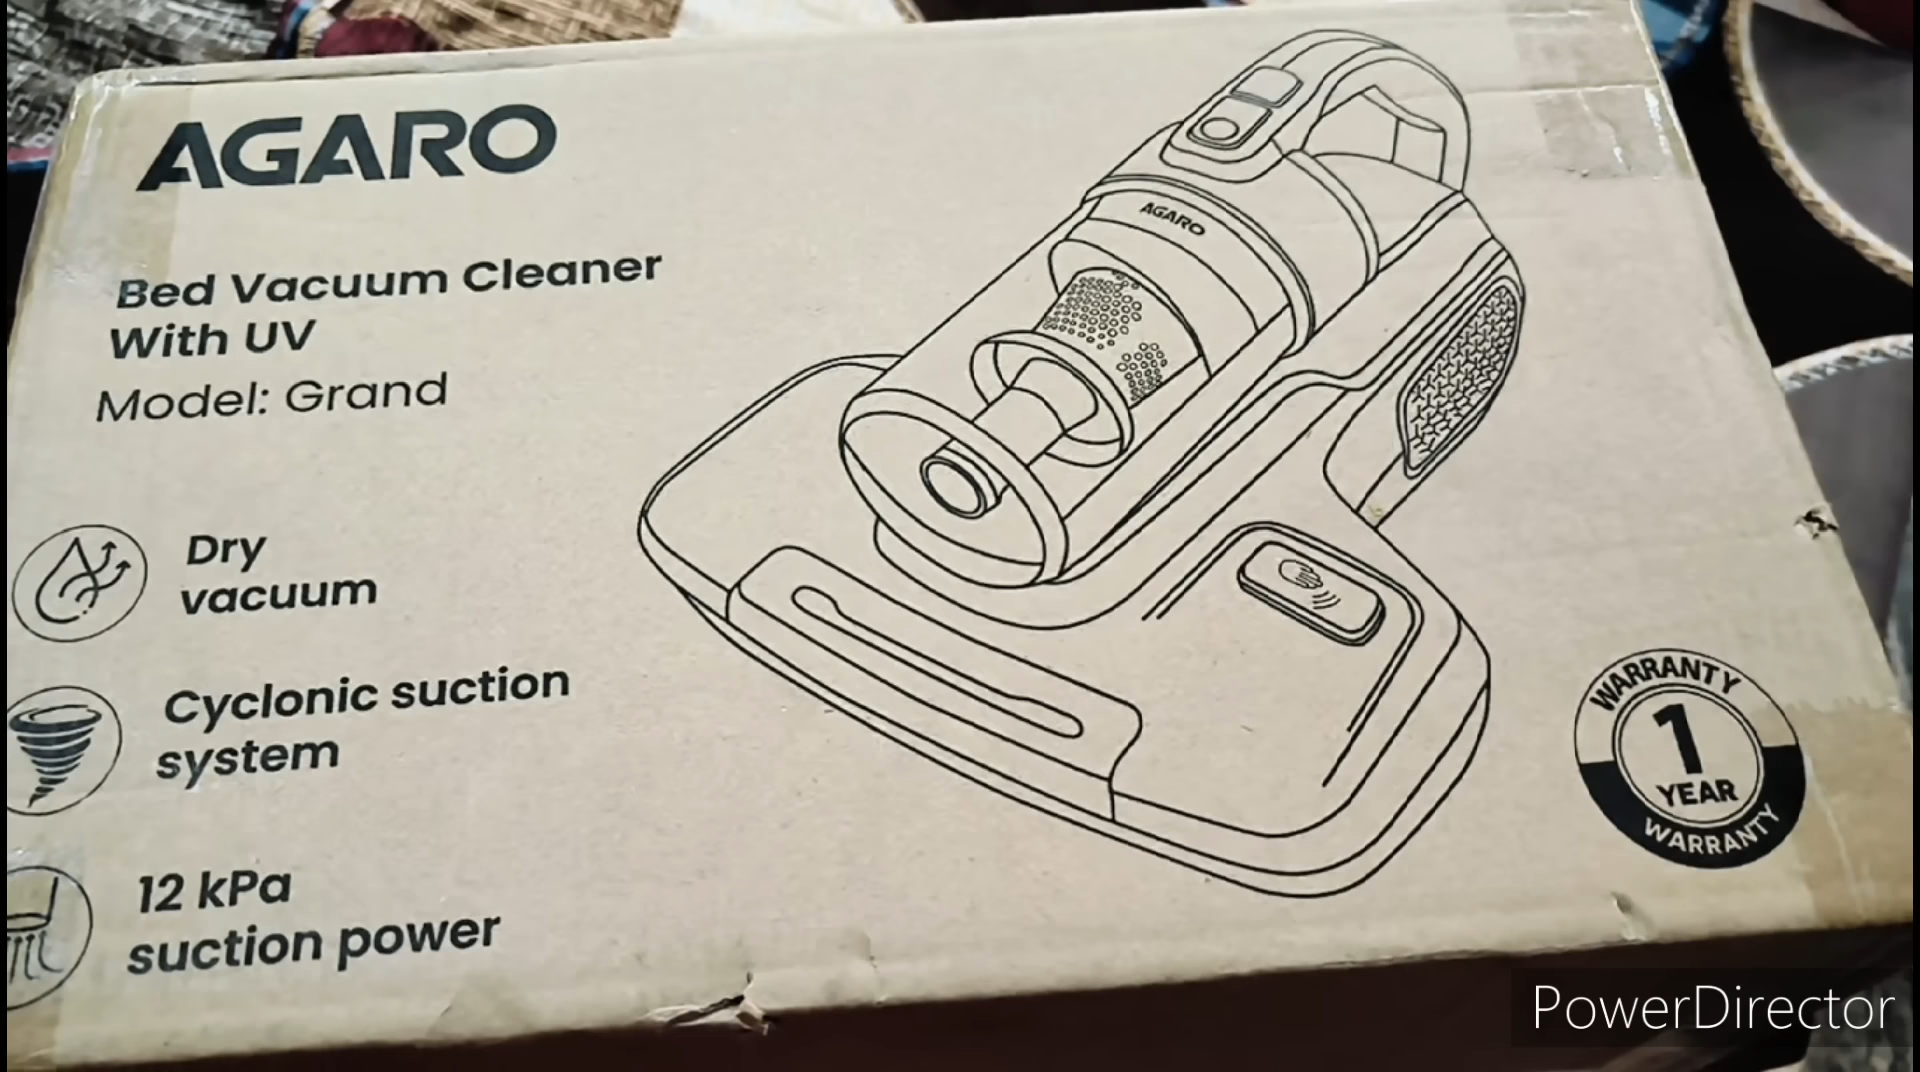 AGARO
Bed Vacuum Cleaner
With UV
Model: Grand
AGARO
Dry
vacuum
Cyclonic suction
system
12 kPa
suction power
WARRANTY
1
YEAR
WARRANTY
PowerDirector